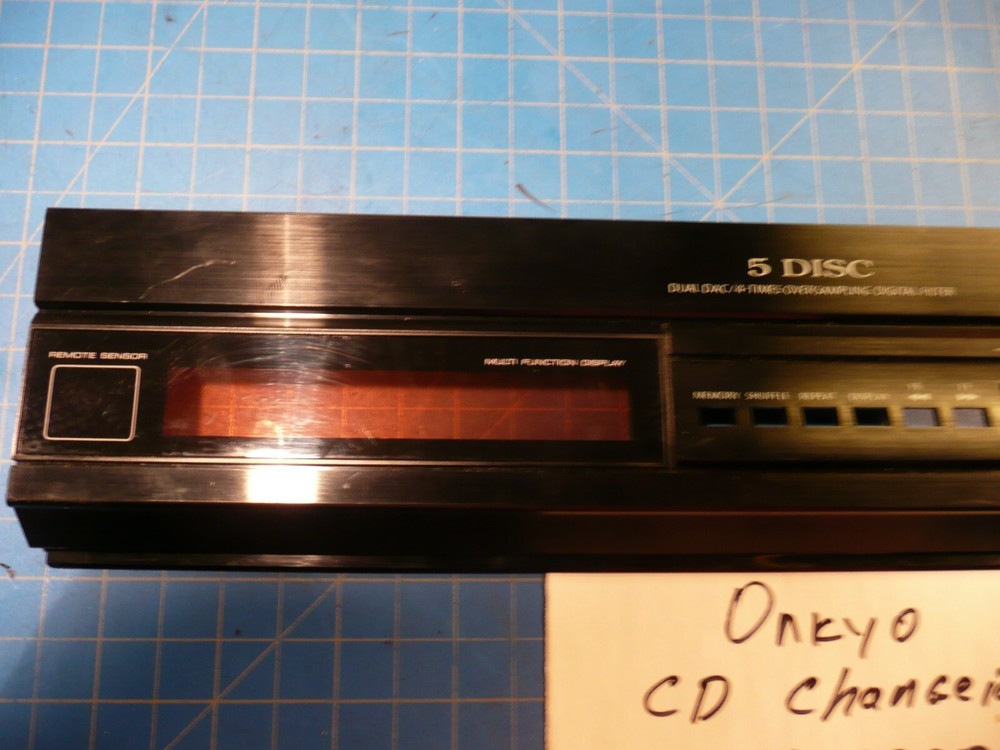 5 DISC
DUAL DAC/4-TIMES OVERSAMPLING DIGITAL FILTER
REMOTE SENSOR
MULTI FUNCTION DISPLAY
MEMORY SHUFFLE REPEAT DISPLAY
Onkyo
CD Changer